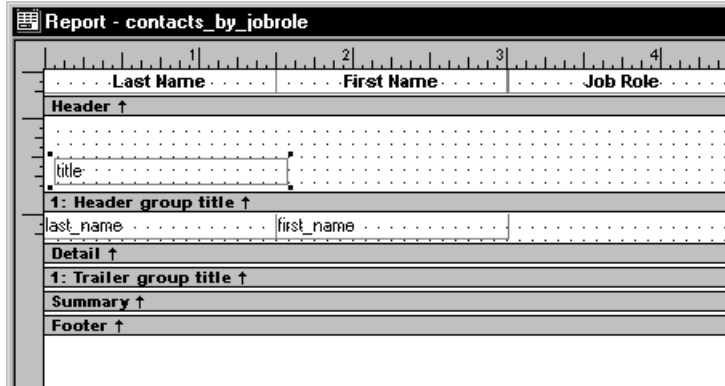 Report - contacts_by_jobrole
1 2 3 4
Last Name First Name Job Role
Header ↑
title
1: Header group title ↑
last_name first_name
Detail ↑
1: Trailer group title ↑
Summary ↑
Footer ↑